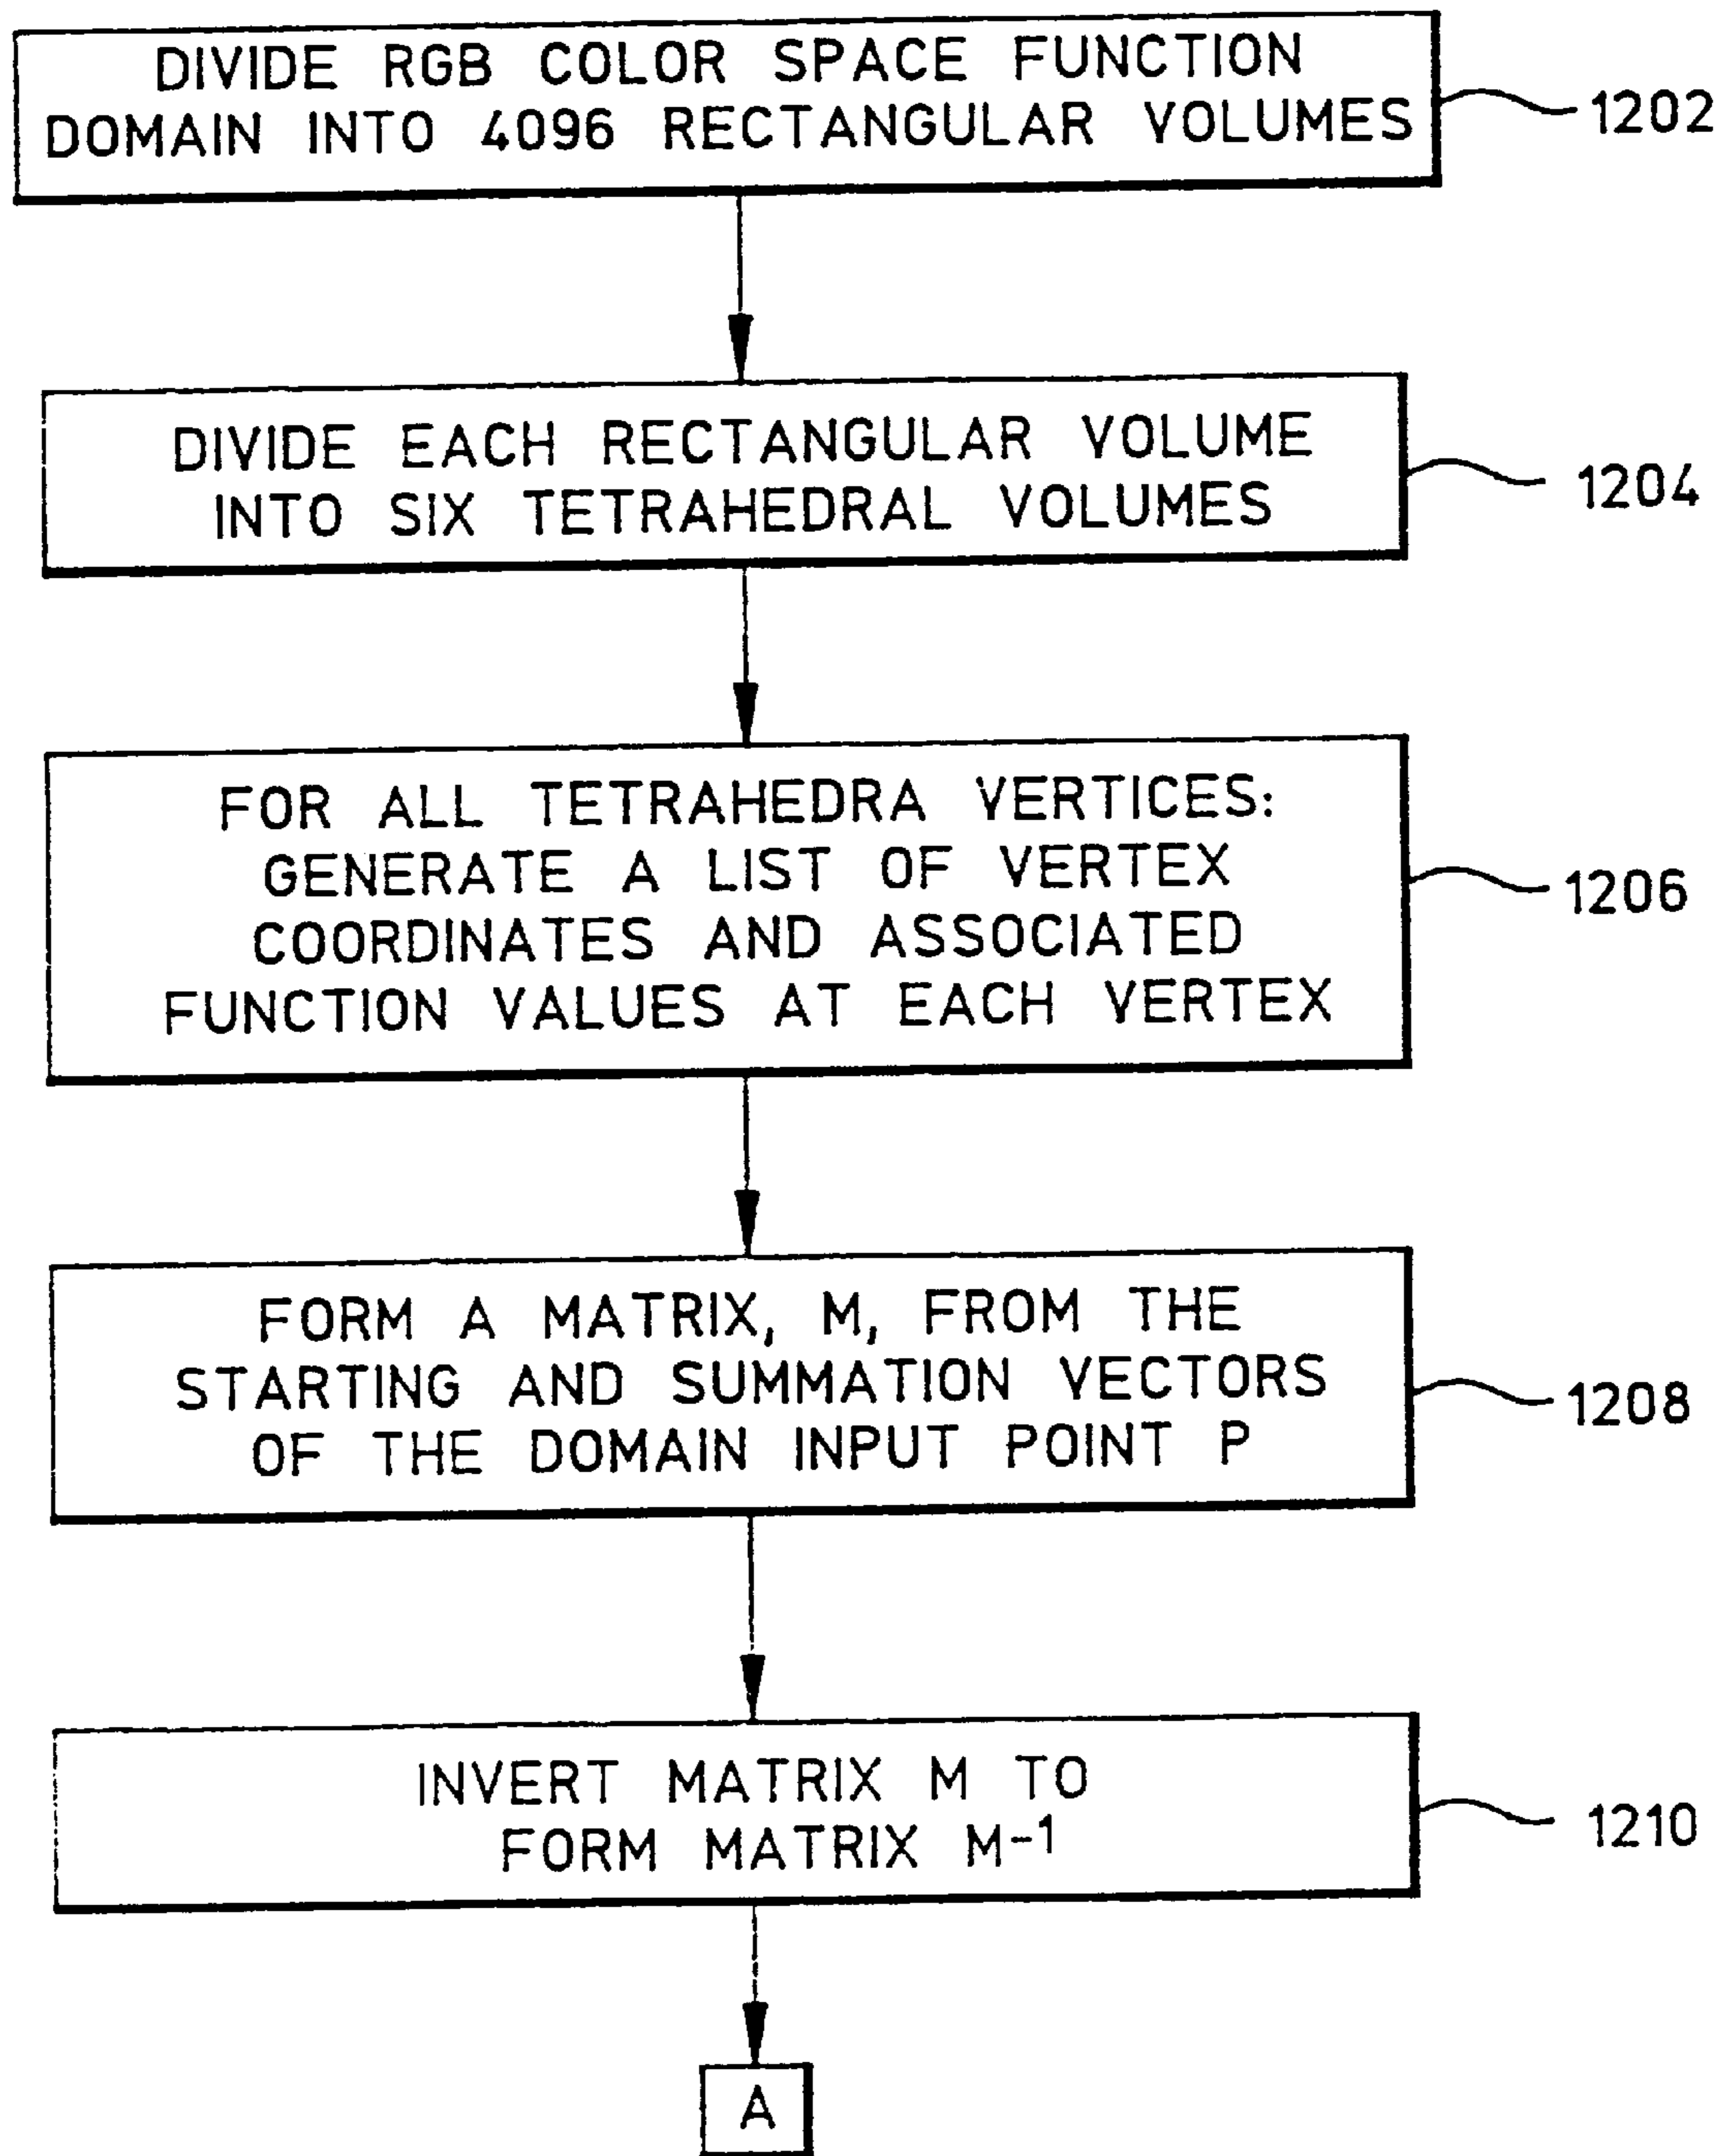 DIVIDE RGB COLOR SPACE FUNCTION
DOMAIN INTO 4096 RECTANGULAR VOLUMES
1202
DIVIDE EACH RECTANGULAR VOLUME
INTO SIX TETRAHEDRAL VOLUMES
1204
FOR ALL TETRAHEDRA VERTICES:
GENERATE A LIST OF VERTEX
COORDINATES AND ASSOCIATED
FUNCTION VALUES AT EACH VERTEX
1206
FORM A MATRIX, M, FROM THE
STARTING AND SUMMATION VECTORS
OF THE DOMAIN INPUT POINT P
1208
INVERT MATRIX M TO
FORM MATRIX M-1
1210
A